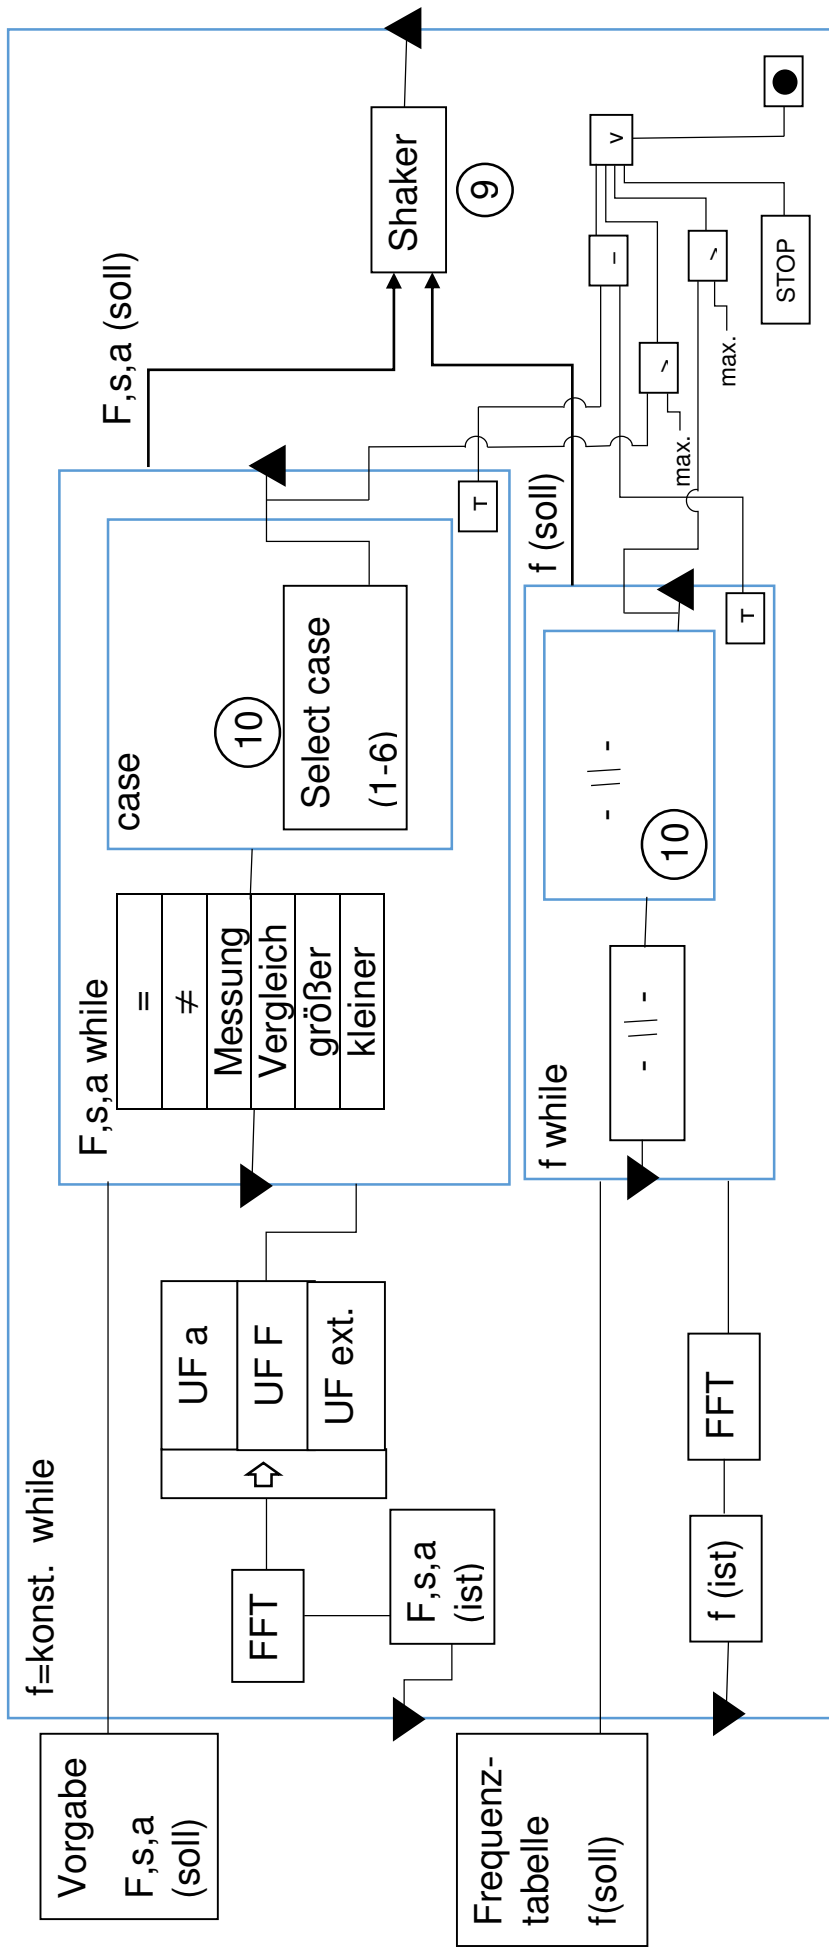 f=konst. while
Vorgabe
F,s,a
(soll)
Frequenz-
tabelle
f(soll)
FFT
F,s,a
(ist)
UF a
UF F
UF ext.
f (ist)
FFT
F,s,a while
=
≠
Messung
Vergleich
größer
kleiner
case
10
Select case
(1-6)
T
F,s,a (soll)
f while
- || -
- || -
10
T
f (soll)
Shaker
9
max.
>
max.
>
–
v
STOP